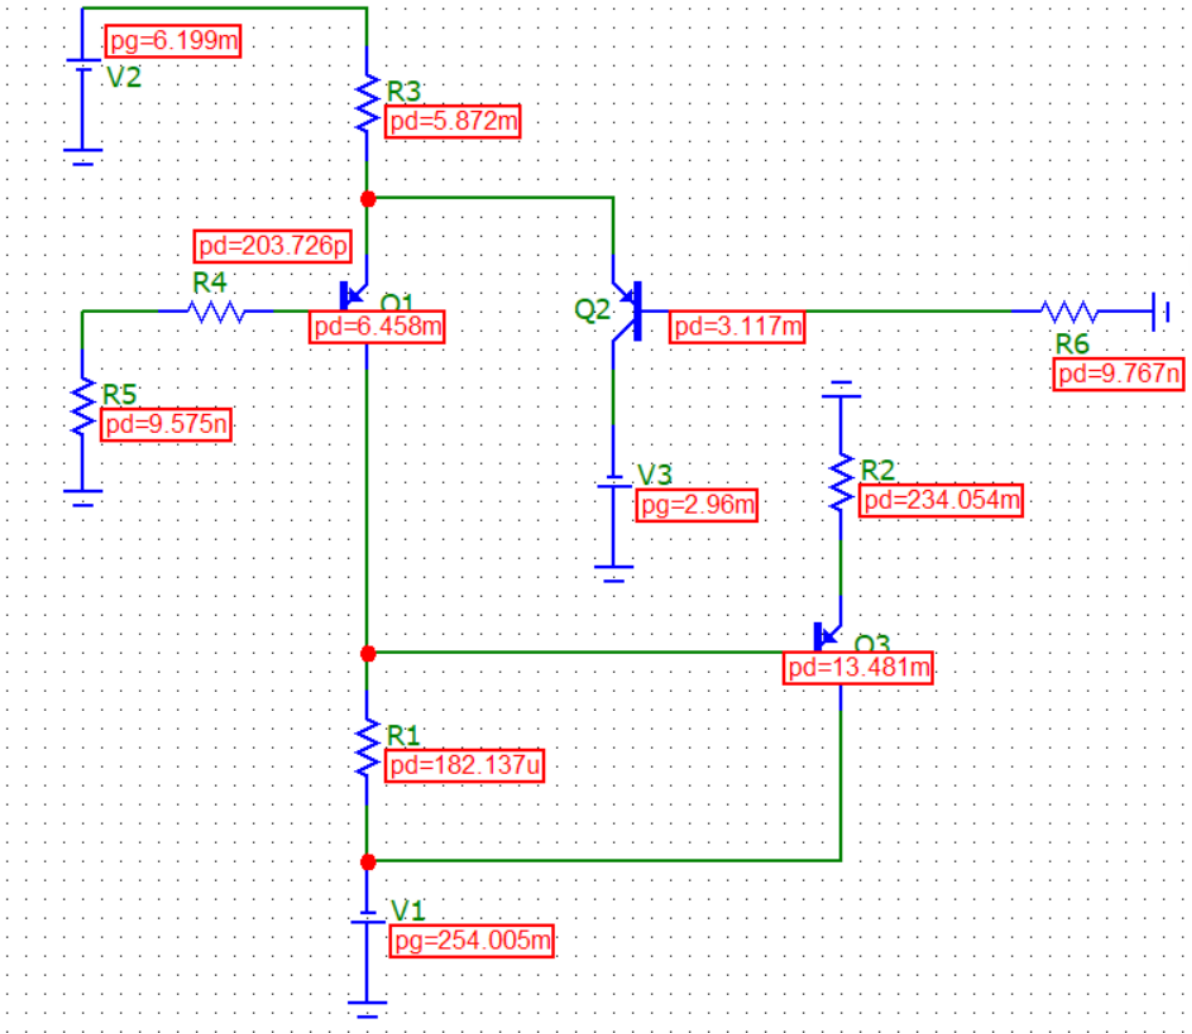 pg=6.199m
V2
R3
pd=5.872m
pd=203.726p
R4
Q1
pd=6.458m
Q2
pd=3.117m
R6
pd=9.767n
R5
pd=9.575n
V3
pg=2.96m
R2
pd=234.054m
Q3
pd=13.481m
R1
pd=182.137u
V1
pg=254.005m